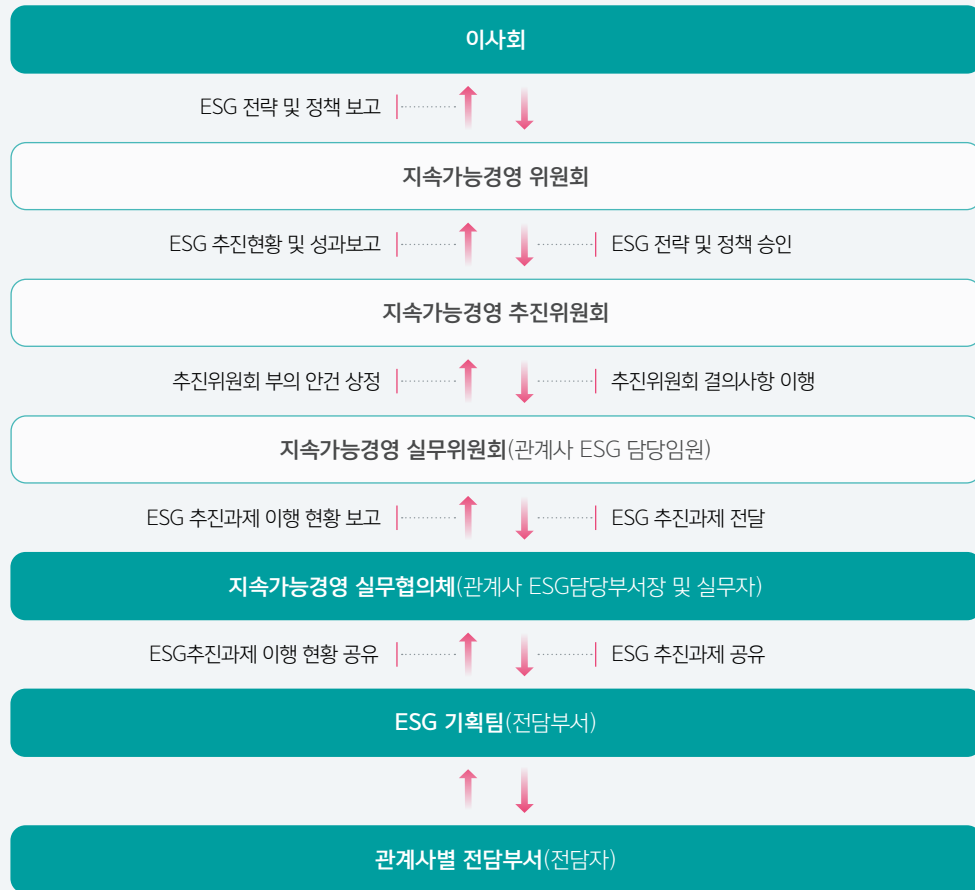 이사회
ESG 전략 및 정책 보고
지속가능경영 위원회
ESG 추진현황 및 성과보고
ESG 전략 및 정책 승인
지속가능경영 추진위원회
추진위원회 부의 안건 상정
추진위원회 결의사항 이행
지속가능경영 실무위원회(관계사 ESG 담당임원)
ESG 추진과제 이행 현황 보고
ESG 추진과제 전달
지속가능경영 실무협의체(관계사 ESG담당부서장 및 실무자)
ESG추진과제 이행 현황 공유
ESG 추진과제 공유
ESG 기획팀(전담부서)
관계사별 전담부서(전담자)